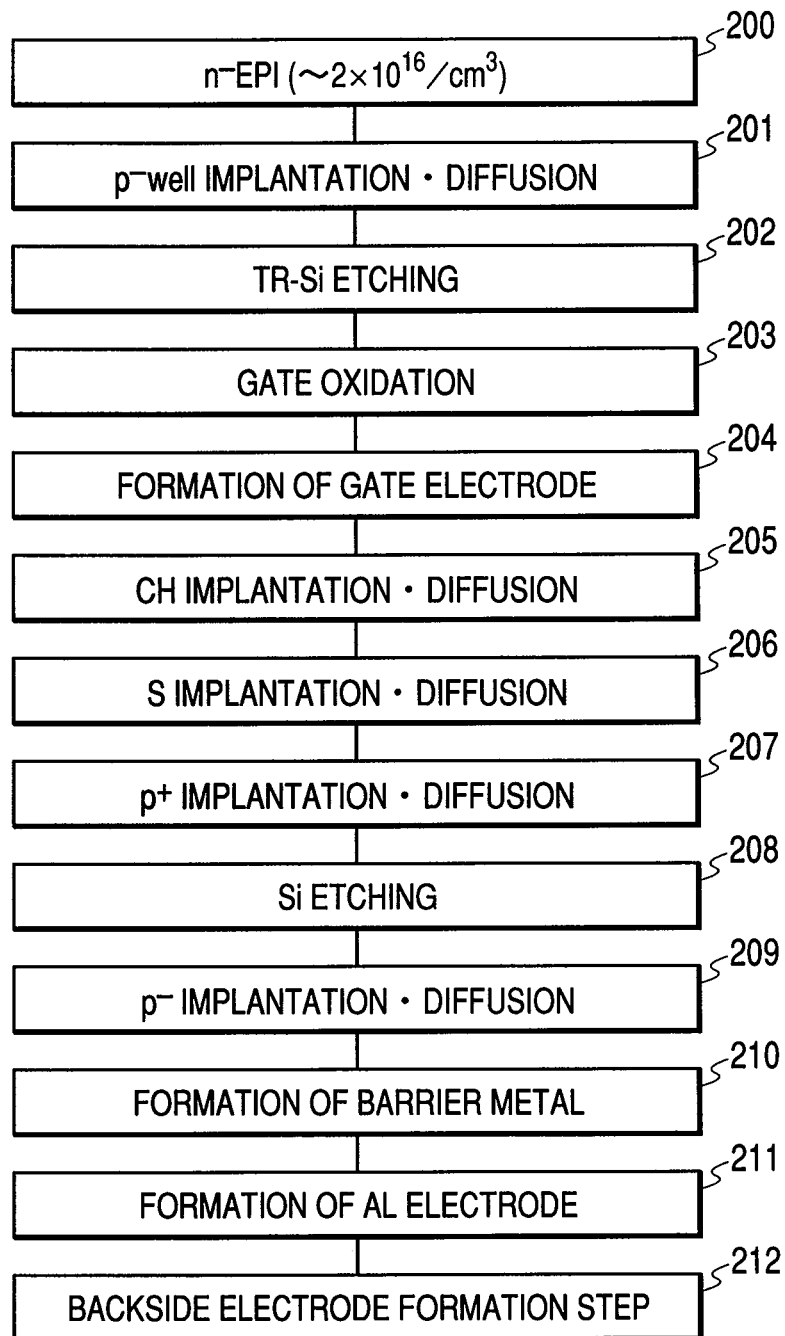 200
n⁻EPI (～2×10¹⁶/cm³)
201
p⁻well IMPLANTATION・DIFFUSION
202
TR-Si ETCHING
203
GATE OXIDATION
204
FORMATION OF GATE ELECTRODE
205
CH IMPLANTATION・DIFFUSION
206
S IMPLANTATION・DIFFUSION
207
p⁺ IMPLANTATION・DIFFUSION
208
Si ETCHING
209
p⁻ IMPLANTATION・DIFFUSION
210
FORMATION OF BARRIER METAL
211
FORMATION OF AL ELECTRODE
212
BACKSIDE ELECTRODE FORMATION STEP